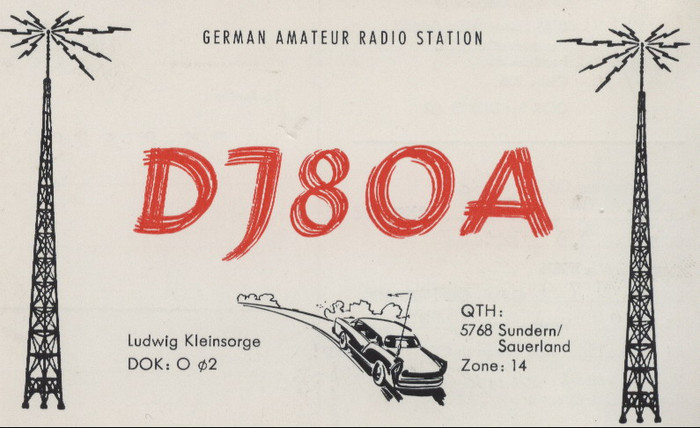 GERMAN AMATEUR RADIO STATION
DJ8OA
Ludwig Kleinsorge
DOK: O ø2
QTH:
5768 Sundern/
Sauerland
Zone: 14